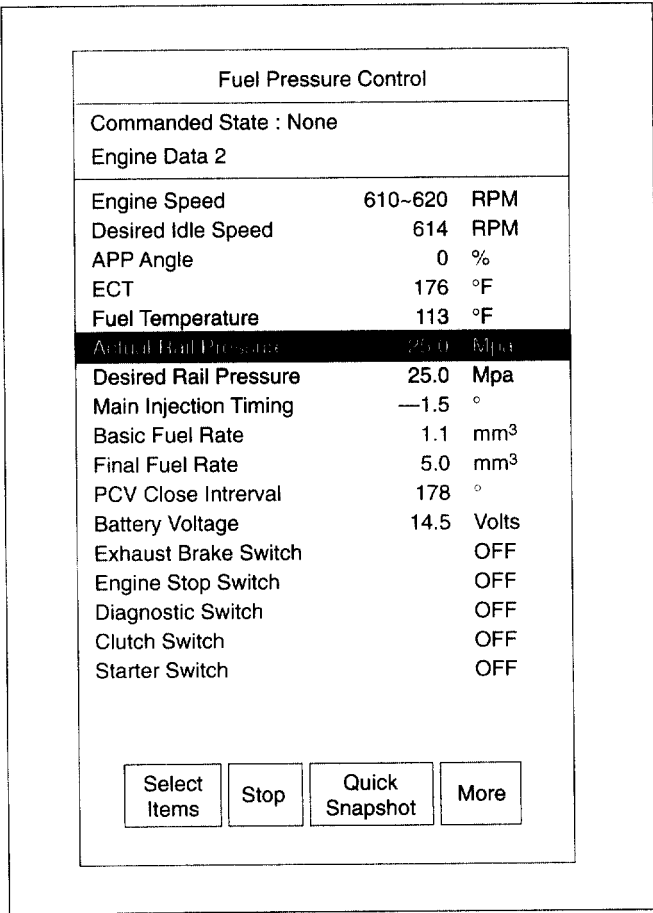 Fuel Pressure Control
Commanded State : None
Engine Data 2
Engine Speed 610~620 RPM
Desired Idle Speed 614 RPM
APP Angle 0 %
ECT 176 °F
Fuel Temperature 113 °F
Actual Rail Pressure 25.0 Mpa
Desired Rail Pressure 25.0 Mpa
Main Injection Timing —1.5 °
Basic Fuel Rate 1.1 mm³
Final Fuel Rate 5.0 mm³
PCV Close Intrerval 178 °
Battery Voltage 14.5 Volts
Exhaust Brake Switch OFF
Engine Stop Switch OFF
Diagnostic Switch OFF
Clutch Switch OFF
Starter Switch OFF
Select Items Stop Quick Snapshot More